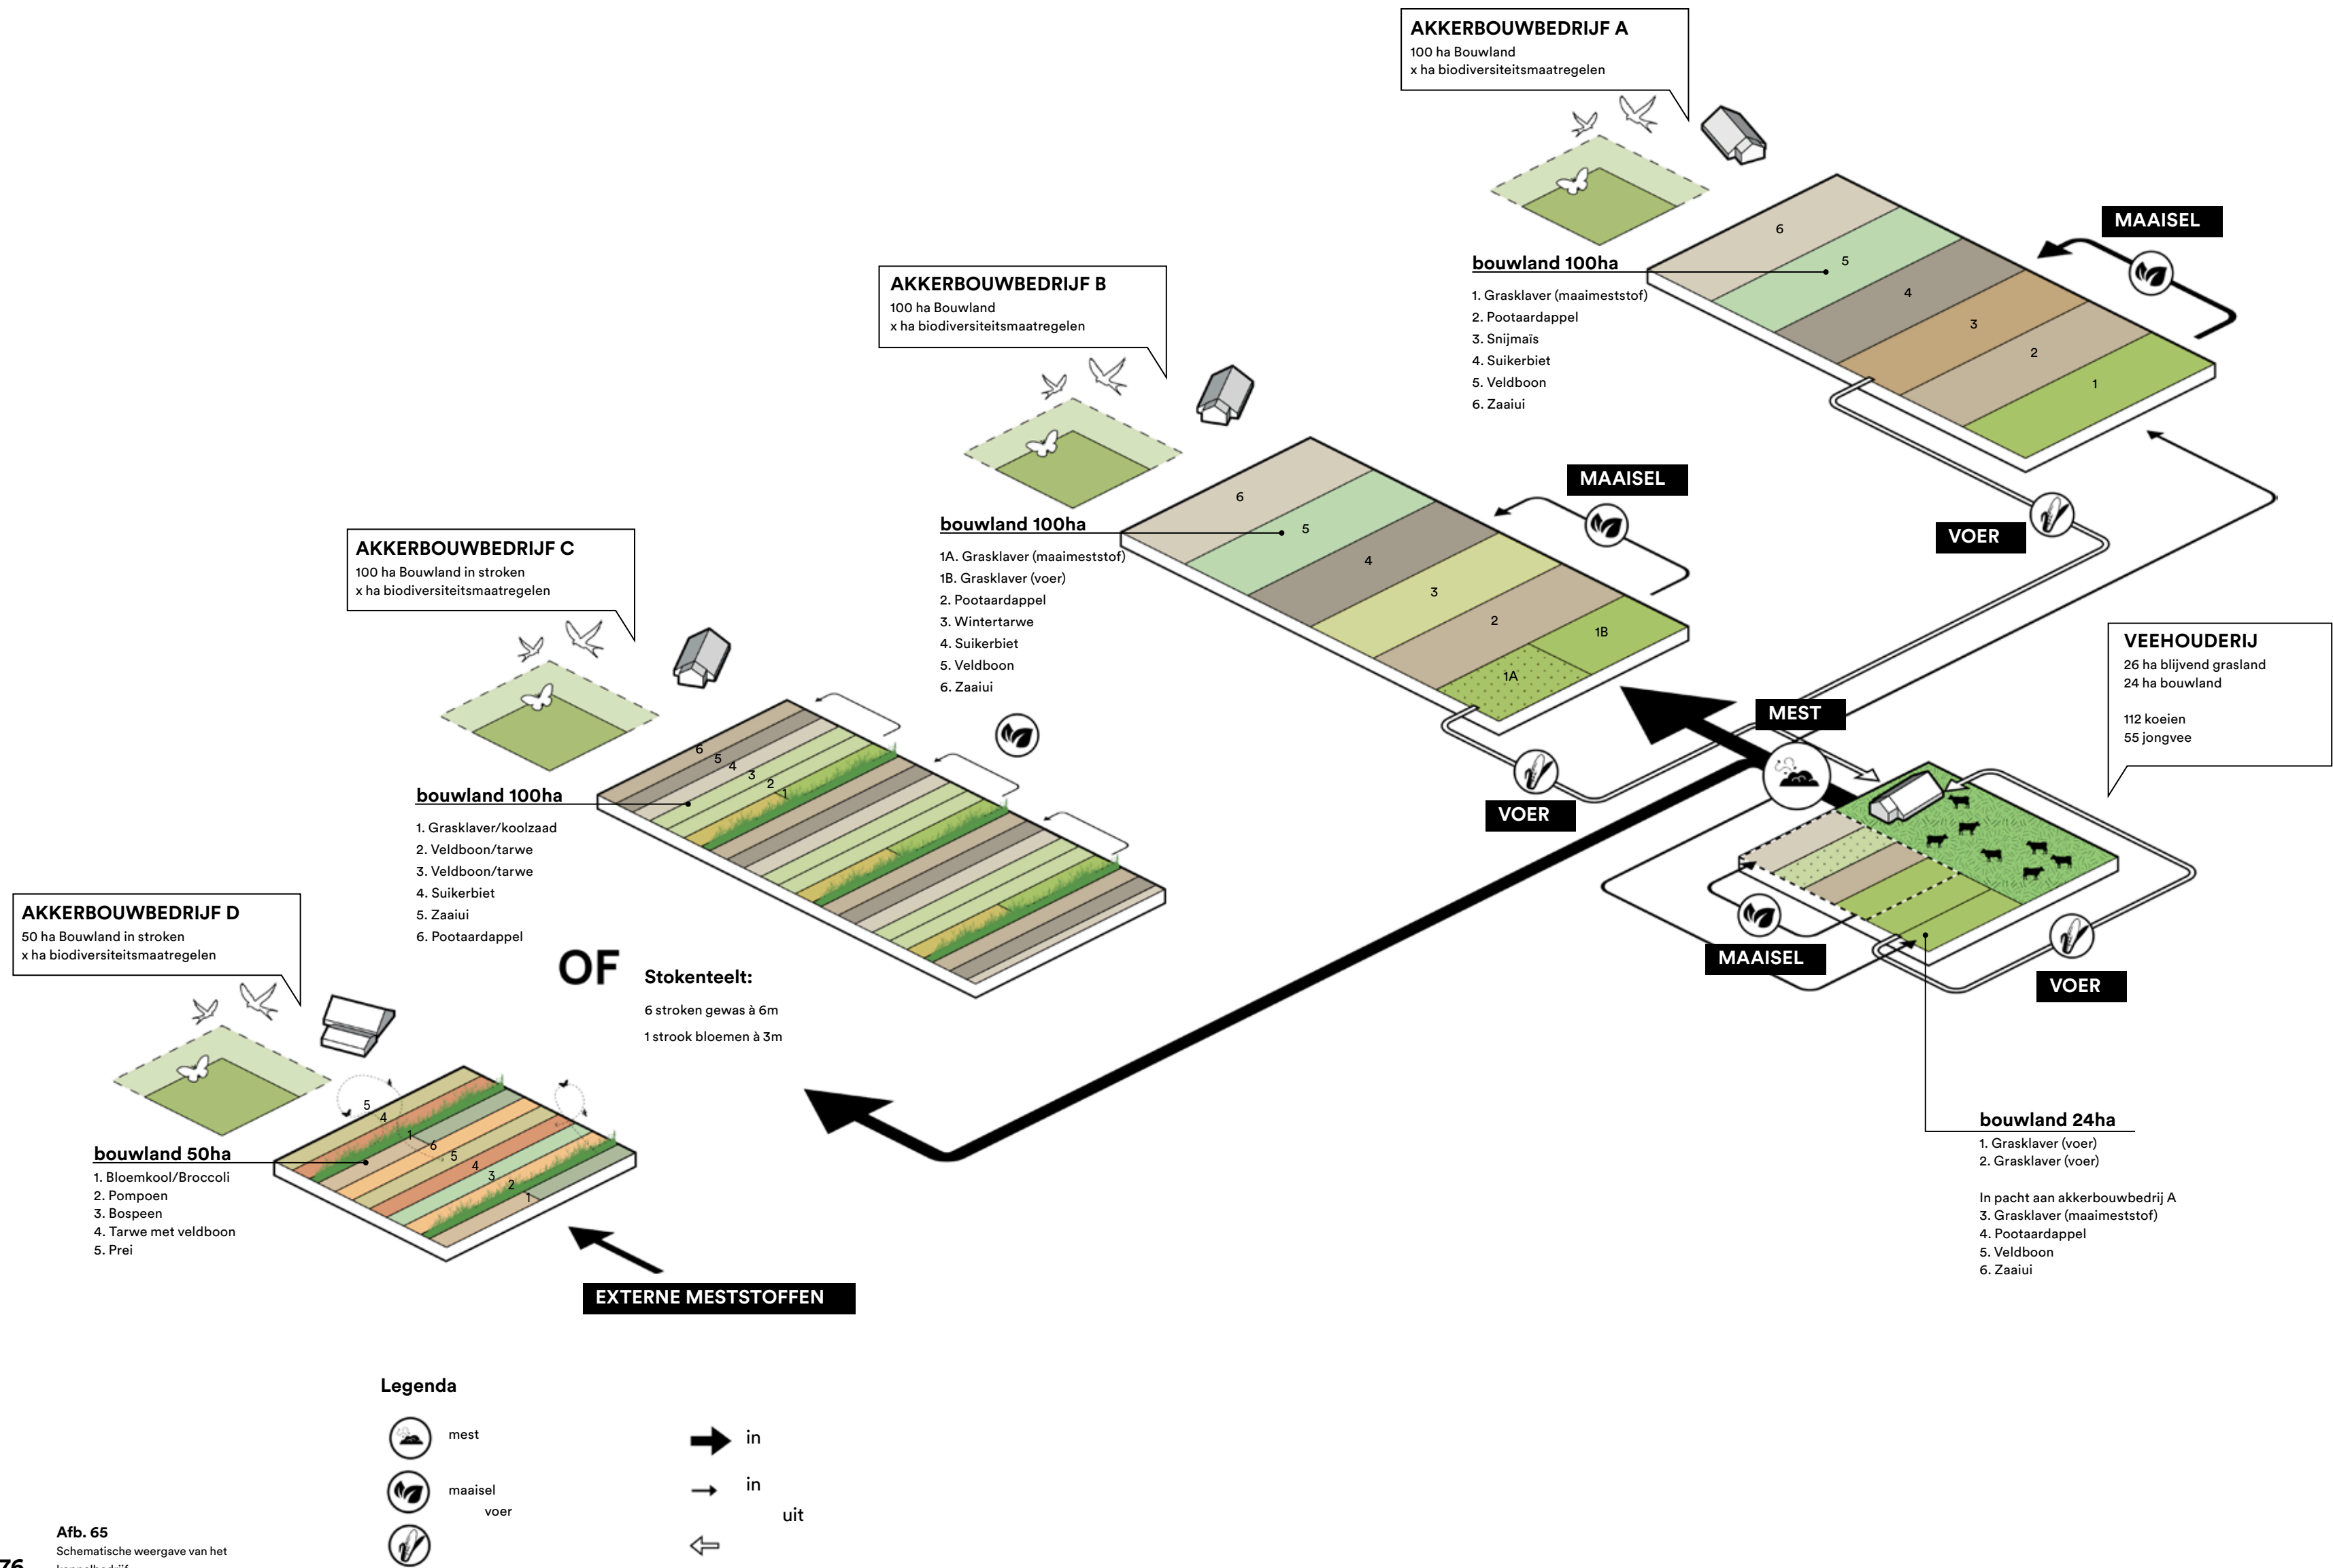 AKKERBOUWBEDRIJF A
100 ha Bouwland
x ha biodiversiteitsmaatregelen
MAAISEL
bouwland 100ha
1. Grasklaver (maaimeststof)
2. Pootaardappel
3. Snijmaïs
4. Suikerbiet
5. Veldboon
6. Zaaiui
6
5
4
3
2
1
VOER
AKKERBOUWBEDRIJF B
100 ha Bouwland
x ha biodiversiteitsmaatregelen
MAAISEL
bouwland 100ha
1A. Grasklaver (maaimeststof)
1B. Grasklaver (voer)
2. Pootaardappel
3. Wintertarwe
4. Suikerbiet
5. Veldboon
6. Zaaiui
6
5
4
3
2
1B
1A
VOER
MEST
VEEHOUDERIJ
26 ha blijvend grasland
24 ha bouwland
112 koeien
55 jongvee
MAAISEL
VOER
bouwland 24ha
1. Grasklaver (voer)
2. Grasklaver (voer)
In pacht aan akkerbouwbedrij A
3. Grasklaver (maaimeststof)
4. Pootaardappel
5. Veldboon
6. Zaaiui
AKKERBOUWBEDRIJF C
100 ha Bouwland in stroken
x ha biodiversiteitsmaatregelen
bouwland 100ha
1. Grasklaver/koolzaad
2. Veldboon/tarwe
3. Veldboon/tarwe
4. Suikerbiet
5. Zaaiui
6. Pootaardappel
6
5
4
3
2
1
OF
Stokenteelt:
6 stroken gewas à 6m
1 strook bloemen à 3m
AKKERBOUWBEDRIJF D
50 ha Bouwland in stroken
x ha biodiversiteitsmaatregelen
bouwland 50ha
1. Bloemkool/Broccoli
2. Pompoen
3. Bospeen
4. Tarwe met veldboon
5. Prei
5
4
1
6
5
4
3
2
1
EXTERNE MESTSTOFFEN
Legenda
mest
maaisel
voer
in
in
uit
Afb. 65
Schematische weergave van het
76